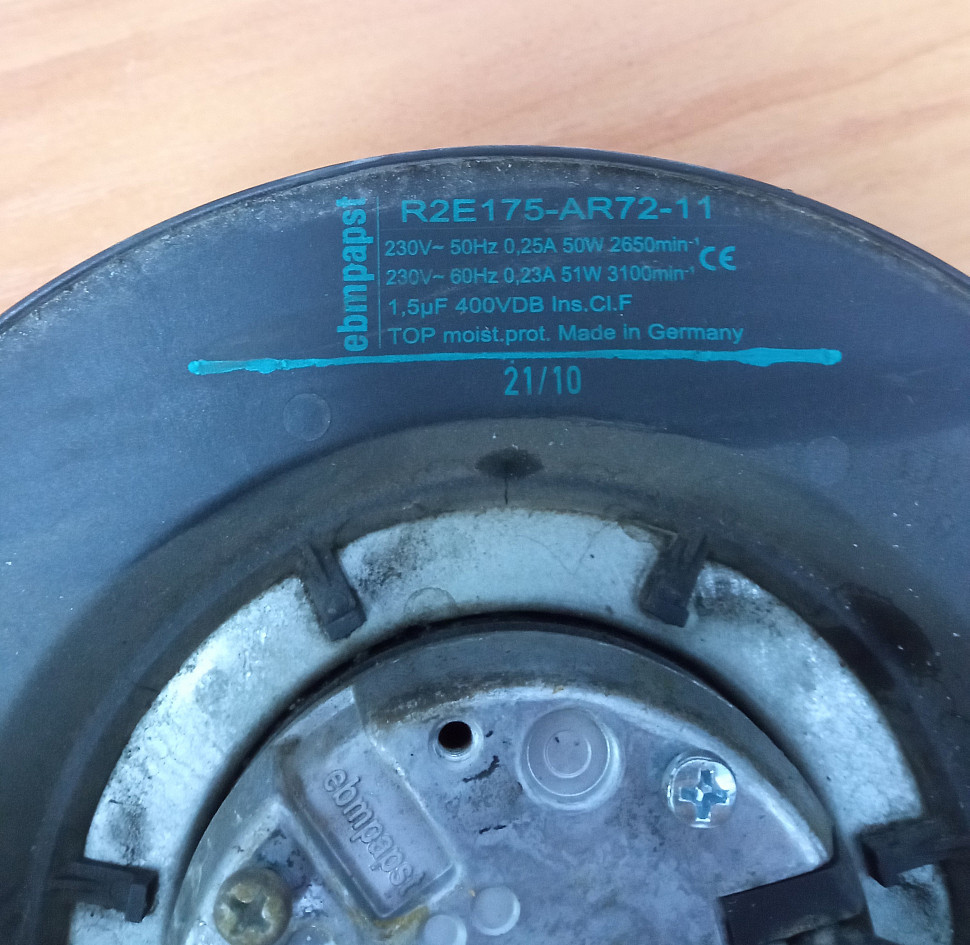 ebmpapst
R2E175-AR72-11
230V~ 50Hz 0,25A 50W 2650min⁻¹
230V~ 60Hz 0,23A 51W 3100min⁻¹
CE
1,5µF 400VDB Ins.Cl.F
TOP moist.prot. Made in Germany
21/10
ebmpapst